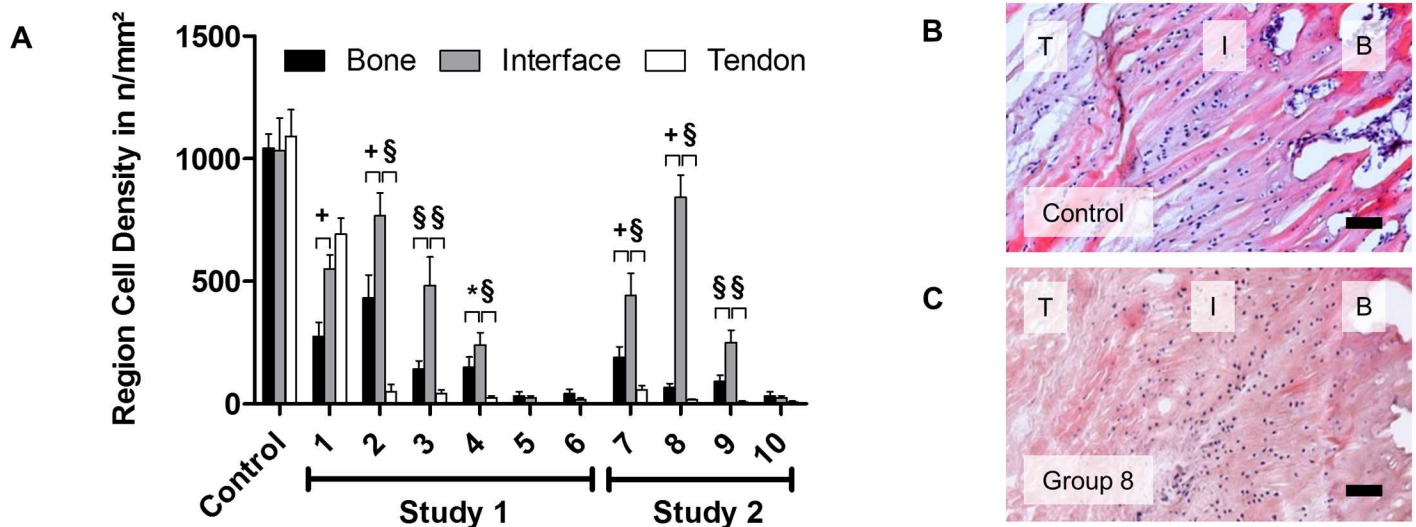 A
Region Cell Density in n/mm²
1500
1000
500
0
Bone Interface Tendon
+
+ §
§ §
* §
+ §
+ §
§ §
Control 1 2 3 4 5 6 7 8 9 10
Study 1 Study 2
B
T I B
Control
C
T I B
Group 8